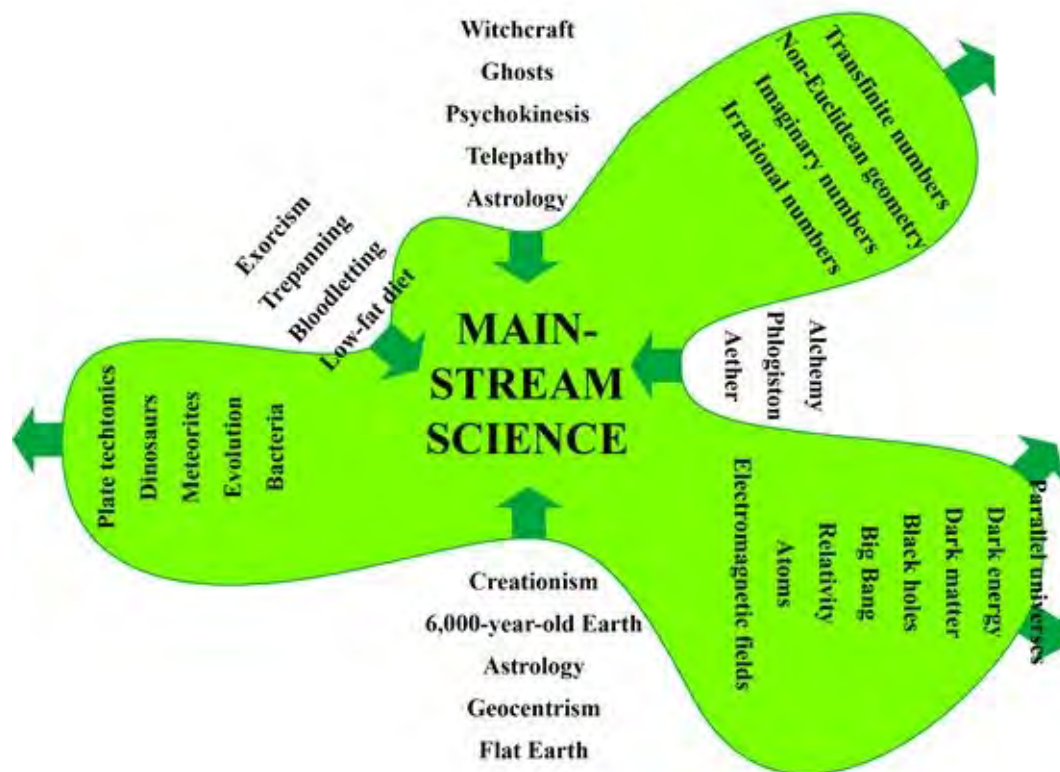 Witchcraft
Ghosts
Psychokinesis
Telepathy
Astrology
Transfinite numbers
Non-Euclidean geometry
Imaginary numbers
Irrational numbers
Exorcism
Trepanning
Bloodletting
Low-fat diet
MAIN-
STREAM
SCIENCE
Alchemy
Phlogiston
Aether
Plate techtonics
Dinosaurs
Meteorites
Evolution
Bacteria
Electromagnetic fields
Atoms
Relativity
Big Bang
Black holes
Dark matter
Dark energy
Parallel universes
Creationism
6,000-year-old Earth
Astrology
Geocentrism
Flat Earth